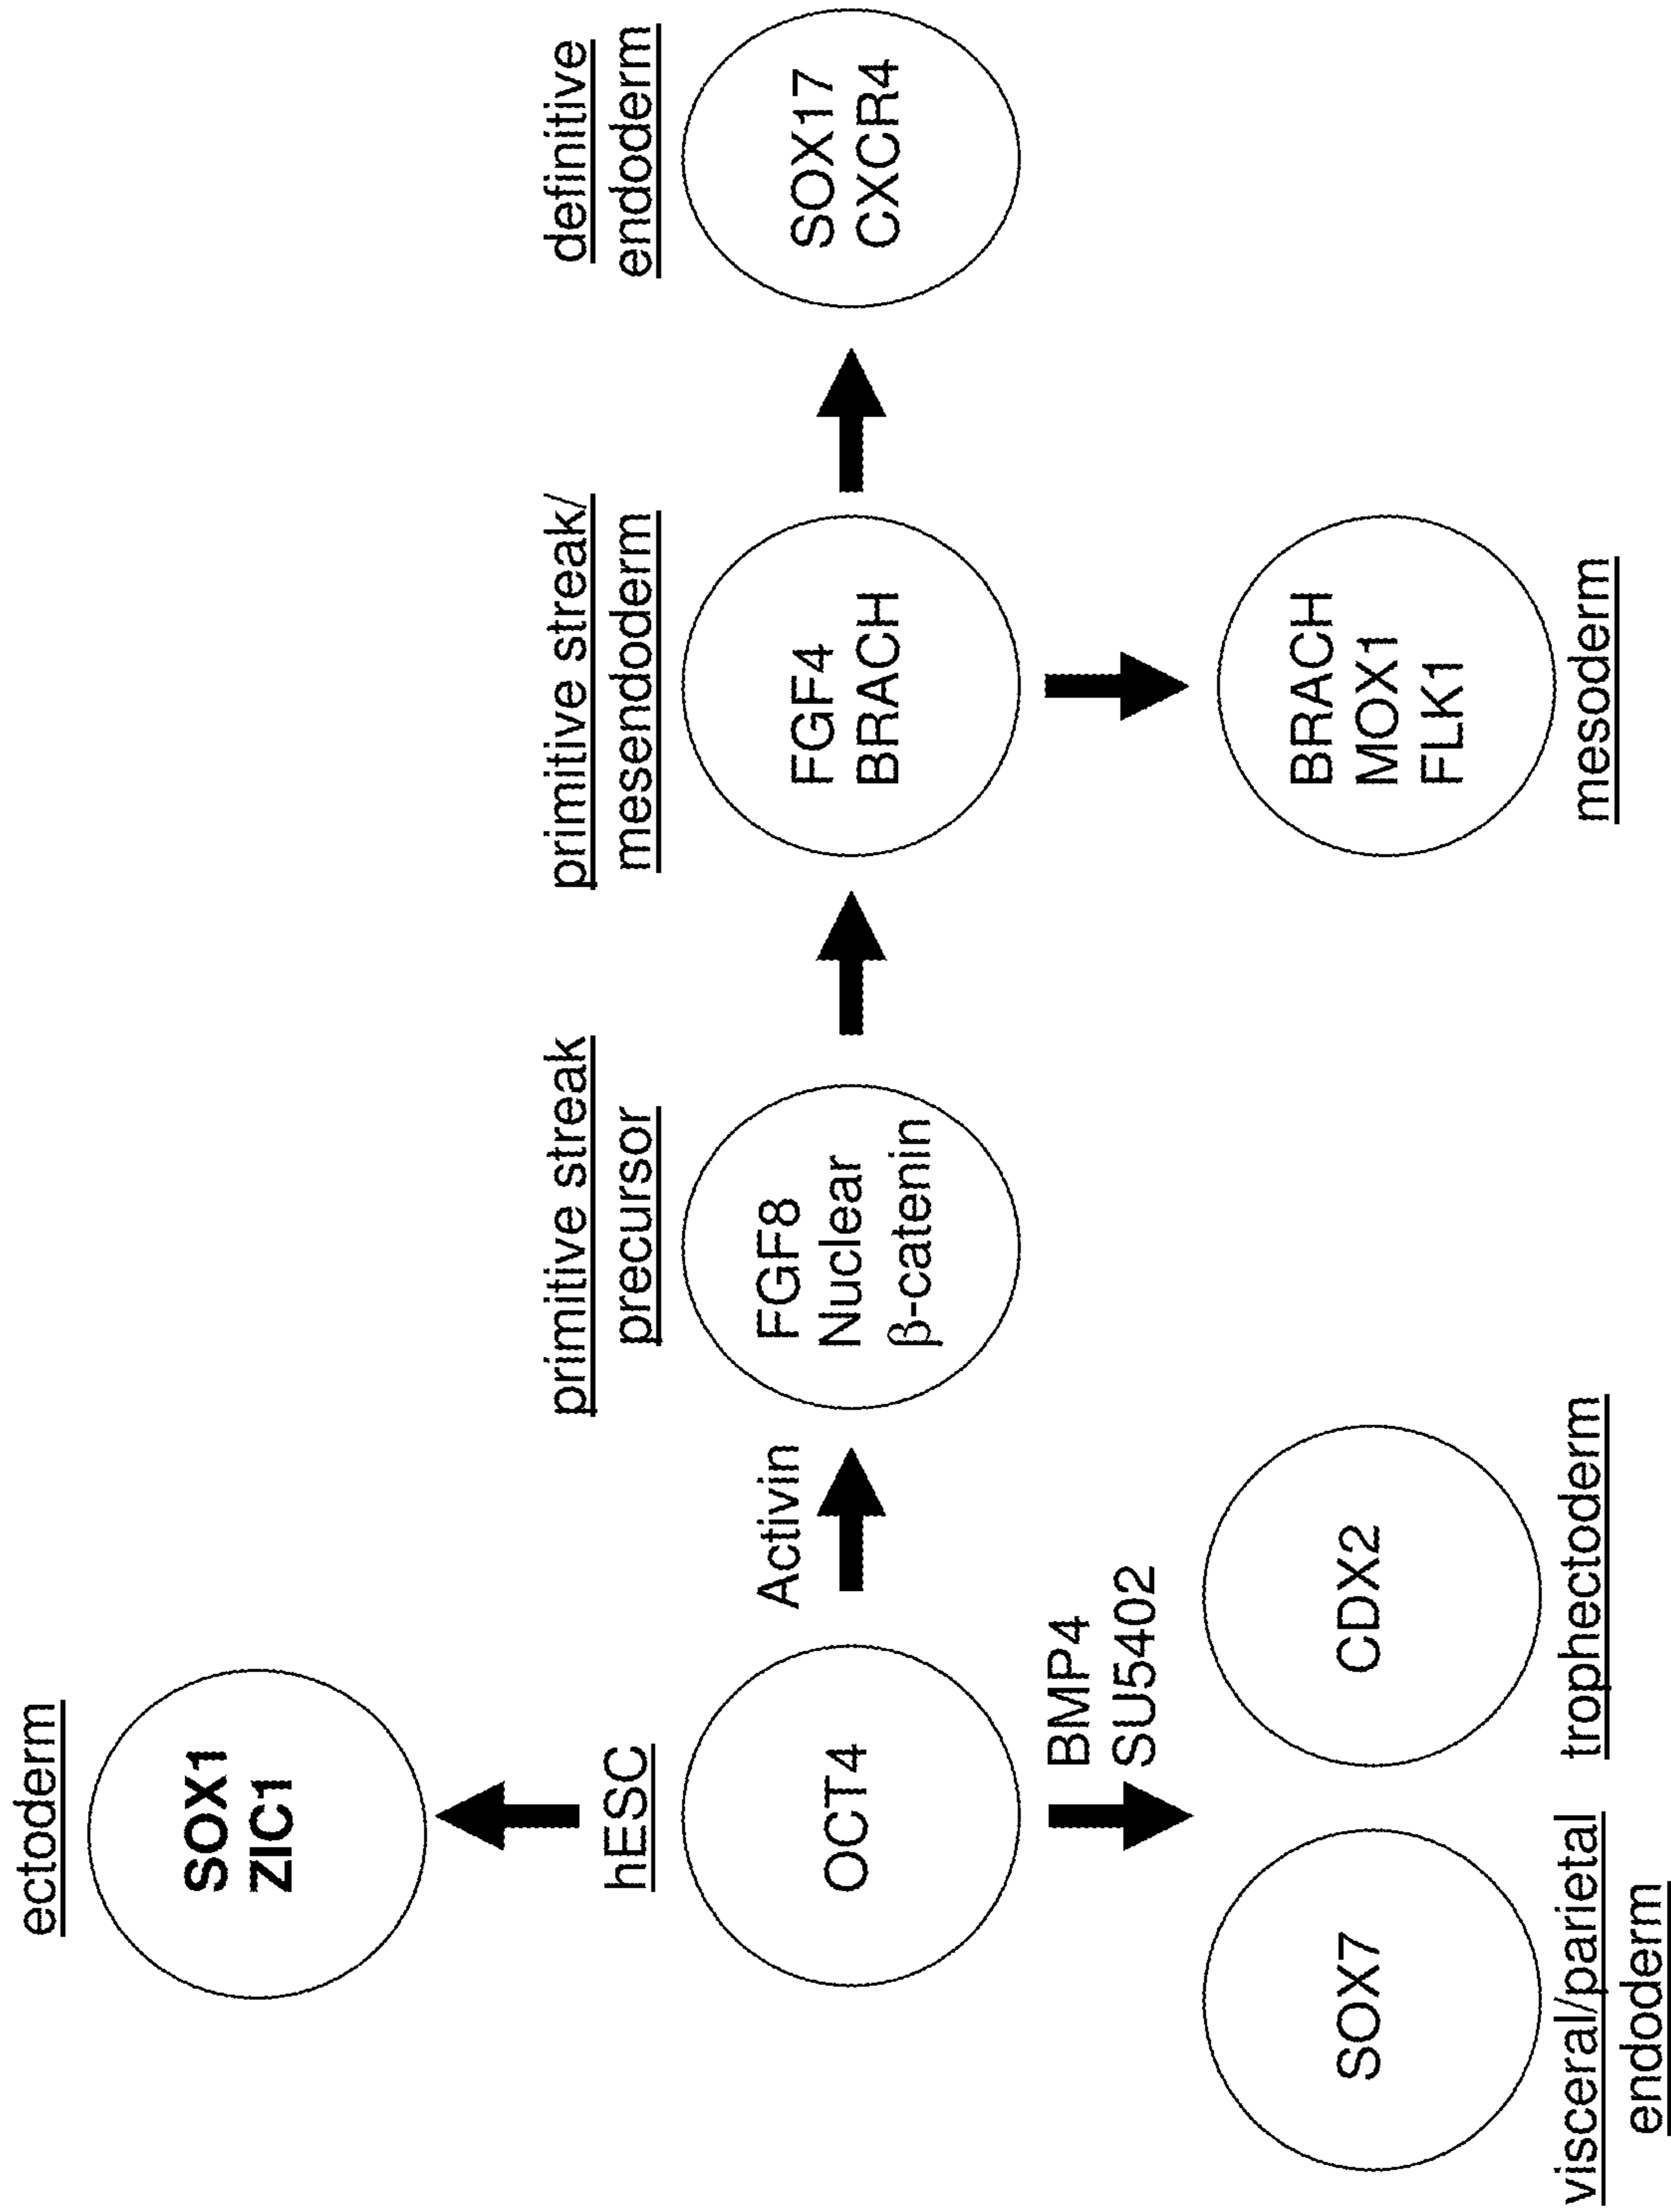 ectoderm
SOX1
ZIC1
hESC
OCT4
Activin
primitive streak
precursor
FGF8
Nuclear
β-catenin
primitive streak/
mesendoderm
FGF4
BRACH
definitive
endoderm
SOX17
CXCR4
BMP4
SU5402
SOX7
visceral/parietal
endoderm
CDX2
trophectoderm
BRACH
MOX1
FLK1
mesoderm